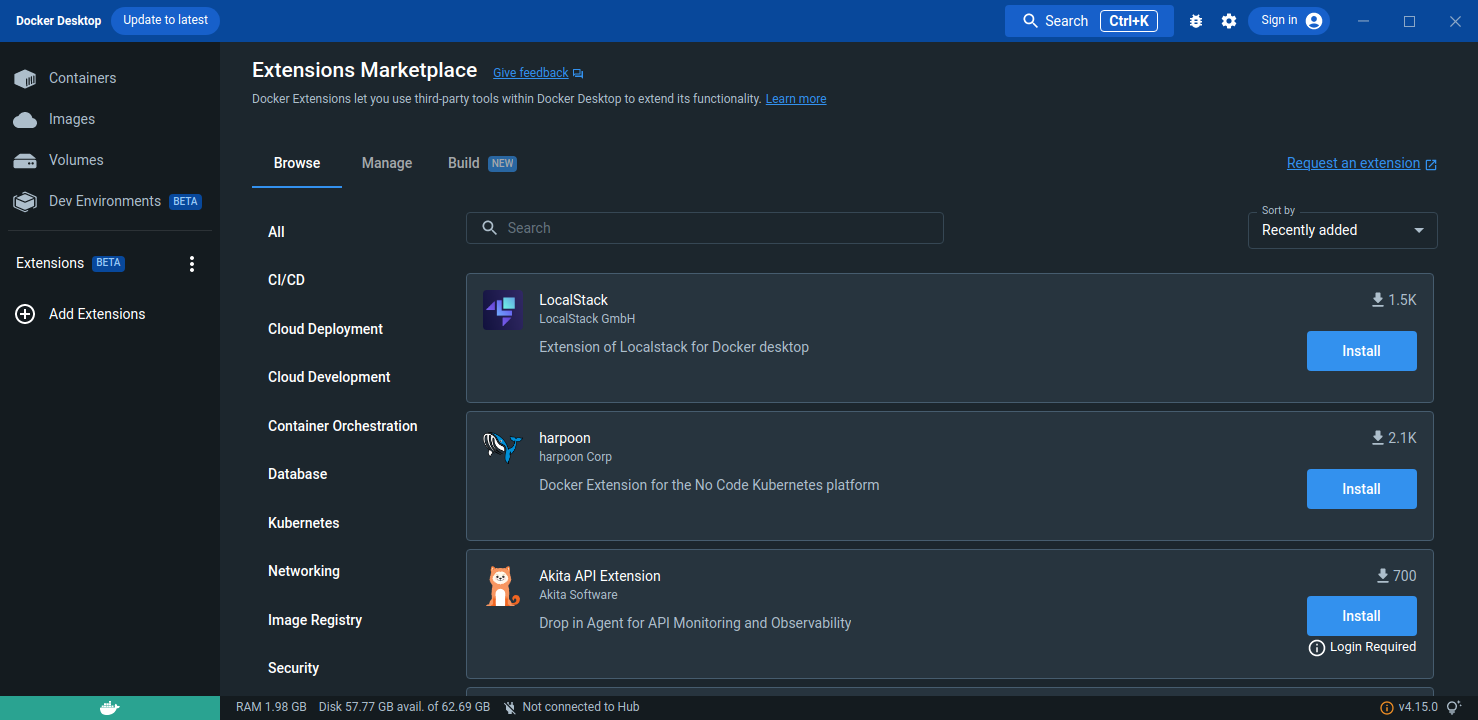 Docker Desktop Update to latest Search Ctrl+K Sign in
Containers
Images
Volumes
Dev Environments BETA
Extensions BETA
Add Extensions
Extensions Marketplace Give feedback
Docker Extensions let you use third-party tools within Docker Desktop to extend its functionality. Learn more
Browse Manage Build NEW Request an extension
All
CI/CD
Cloud Deployment
Cloud Development
Container Orchestration
Database
Kubernetes
Networking
Image Registry
Security
Search
Sort by
Recently added
LocalStack 1.5K
LocalStack GmbH
Extension of Localstack for Docker desktop
Install
harpoon 2.1K
harpoon Corp
Docker Extension for the No Code Kubernetes platform
Install
Akita API Extension 700
Akita Software
Drop in Agent for API Monitoring and Observability
Install
Login Required
RAM 1.98 GB Disk 57.77 GB avail. of 62.69 GB Not connected to Hub v4.15.0